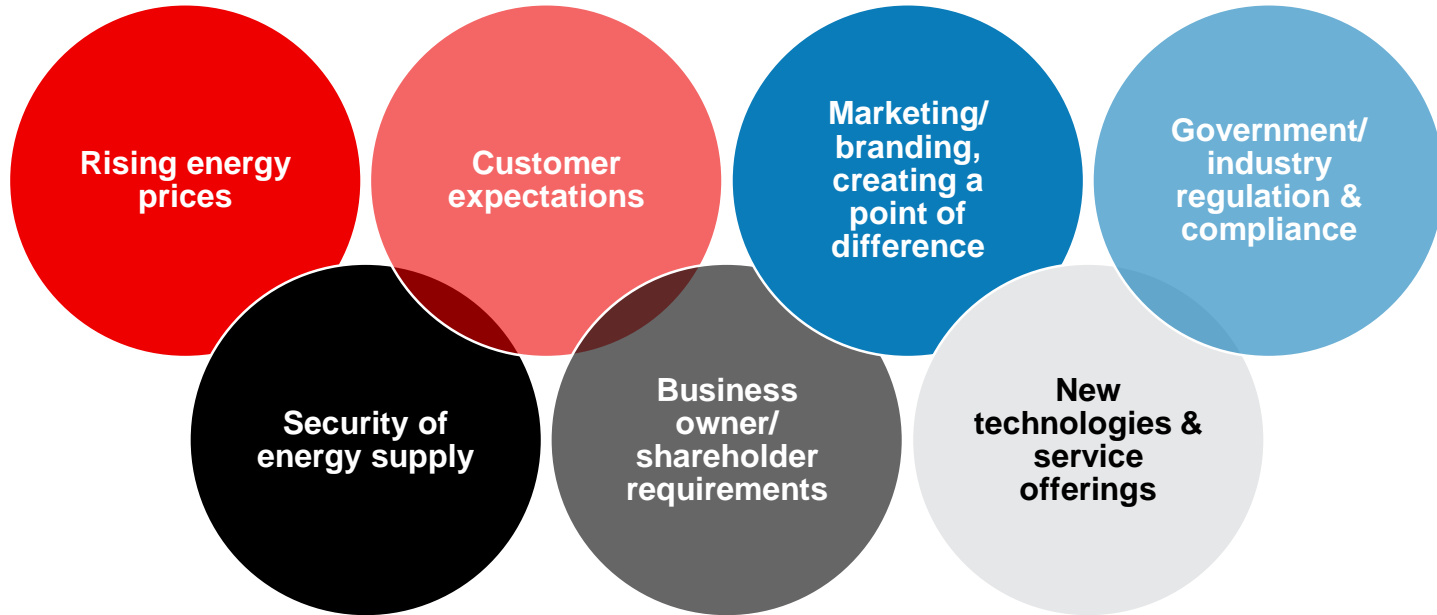 Rising energy
prices
Customer
expectations
Marketing/
branding,
creating a
point of
difference
Government/
industry
regulation &
compliance
Security of
energy supply
Business
owner/
shareholder
requirements
New
technologies &
service
offerings